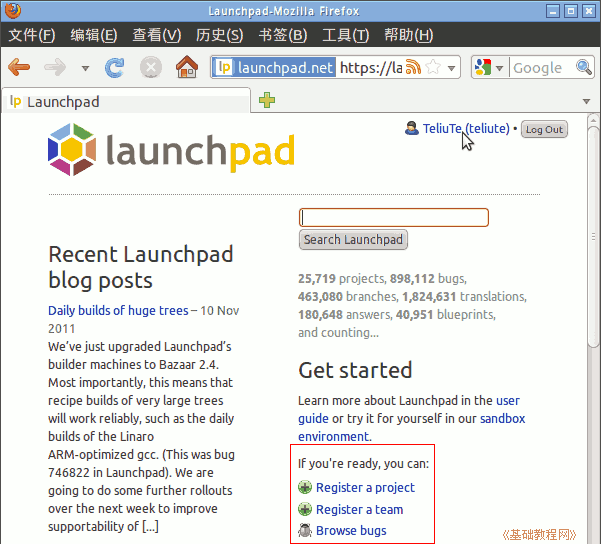 Launchpad-Mozilla Firefox
文件(F) 编辑(E) 查看(V) 历史(S) 书签(B) 工具(T) 帮助(H)
lp launchpad.net https://la Google
lp Launchpad
launchpad
TeliuTe (teliute) • Log Out
Search Launchpad
25,719 projects, 898,112 bugs,
463,080 branches, 1,824,631 translations,
180,648 answers, 40,951 blueprints,
and counting...
Recent Launchpad
blog posts
Daily builds of huge trees – 10 Nov
2011
We've just upgraded Launchpad's
builder machines to Bazaar 2.4.
Most importantly, this means that
recipe builds of very large trees
will work reliably, such as the daily
builds of the Linaro
ARM-optimized gcc. (This was bug
746822 in Launchpad). We are
going to do some further rollouts
over the next week to improve
supportability of [...]
Get started
Learn more about Launchpad in the user
guide or try it for yourself in our sandbox
environment.
If you're ready, you can:
Register a project
Register a team
Browse bugs
《基础教程网》